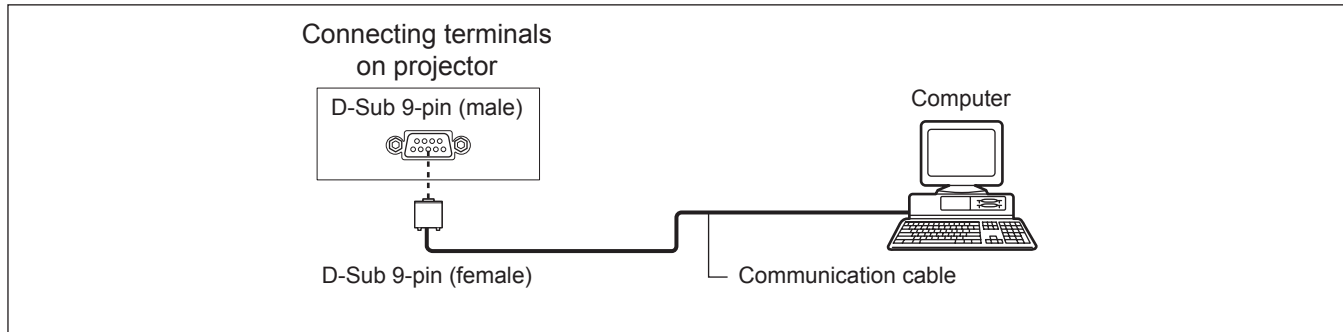 Connecting terminals
on projector
D-Sub 9-pin (male)
Computer
D-Sub 9-pin (female)
Communication cable